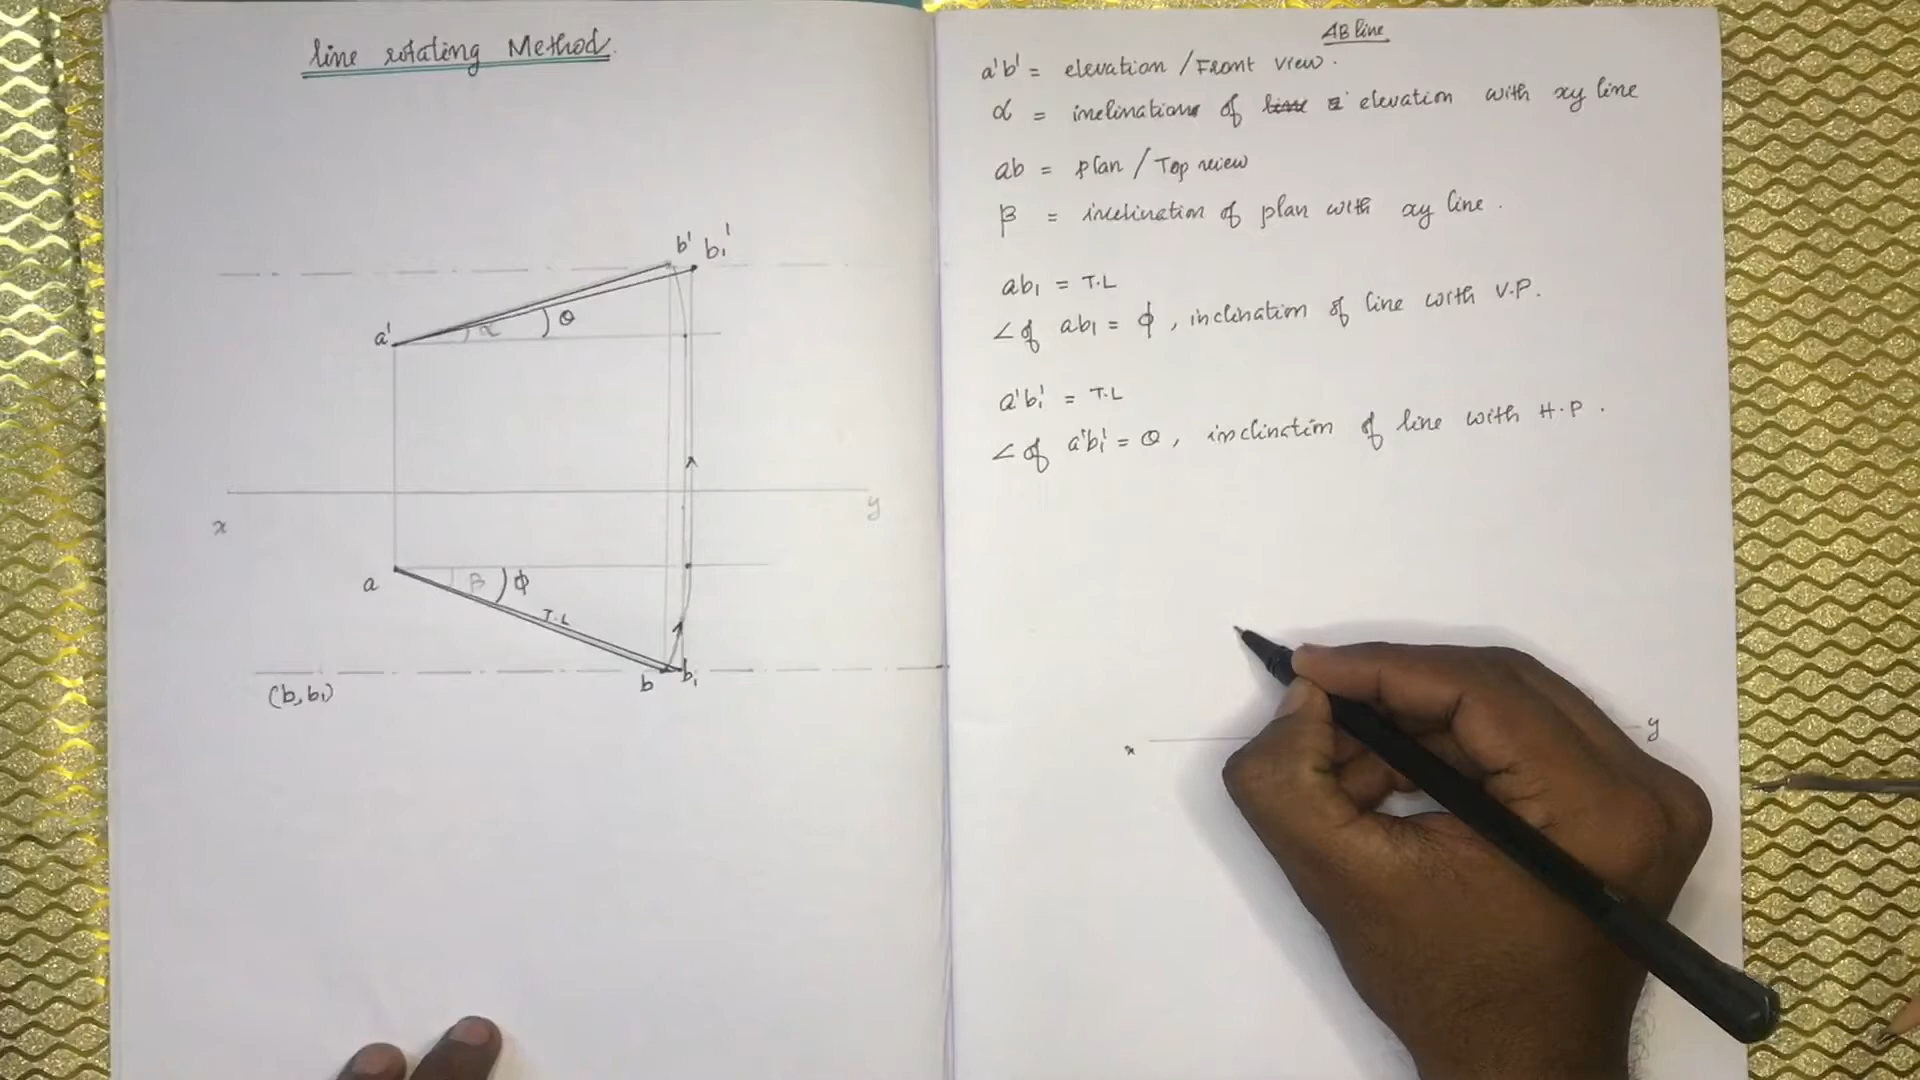 line rotating Method.
b' b₁'
a' α θ
x y
a β ϕ
T.L
(b, b₁) b b₁
AB line
a'b' = elevation / Front view.
α = inclination of line elevation with xy line
ab = plan / Top view
β = inclination of plan with xy line.
ab₁ = T.L
∠ of ab₁ = ϕ, inclination of line with V.P.
a'b₁' = T.L
∠ of a'b₁' = θ, inclination of line with H.P.
x y